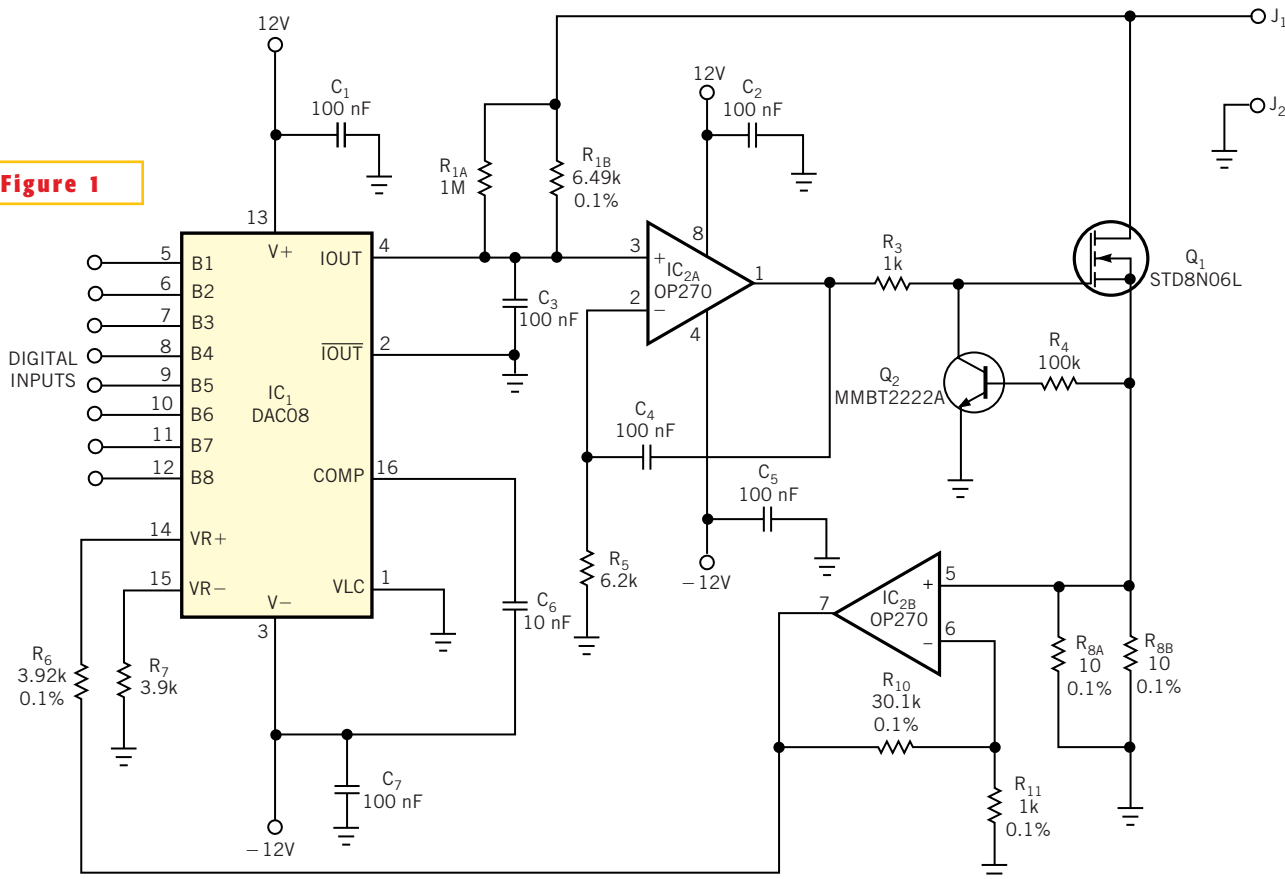 Figure 1
12V
C1
100 nF
13
V+
5 B1
6 B2
7 B3
8 B4
9 B5
10 B6
11 B7
12 B8
DIGITAL
INPUTS
14 VR+
15 VR−
IOUT 4
IOUT 2
IC1
DAC08
COMP 16
VLC 1
V−
3
R6
3.92k
0.1%
R7
3.9k
−12V
C7
100 nF
C6
10 nF
R1A
1M
R1B
6.49k
0.1%
C3
100 nF
12V
C2
100 nF
3
+
2
−
8
IC2A
OP270
1
4
C4
100 nF
R5
6.2k
C5
100 nF
−12V
R3
1k
Q2
MMBT2222A
R4
100k
Q1
STD8N06L
J1
J2
7
IC2B
OP270
+
5
−
6
R10
30.1k
0.1%
R11
1k
0.1%
R8A
10
0.1%
R8B
10
0.1%